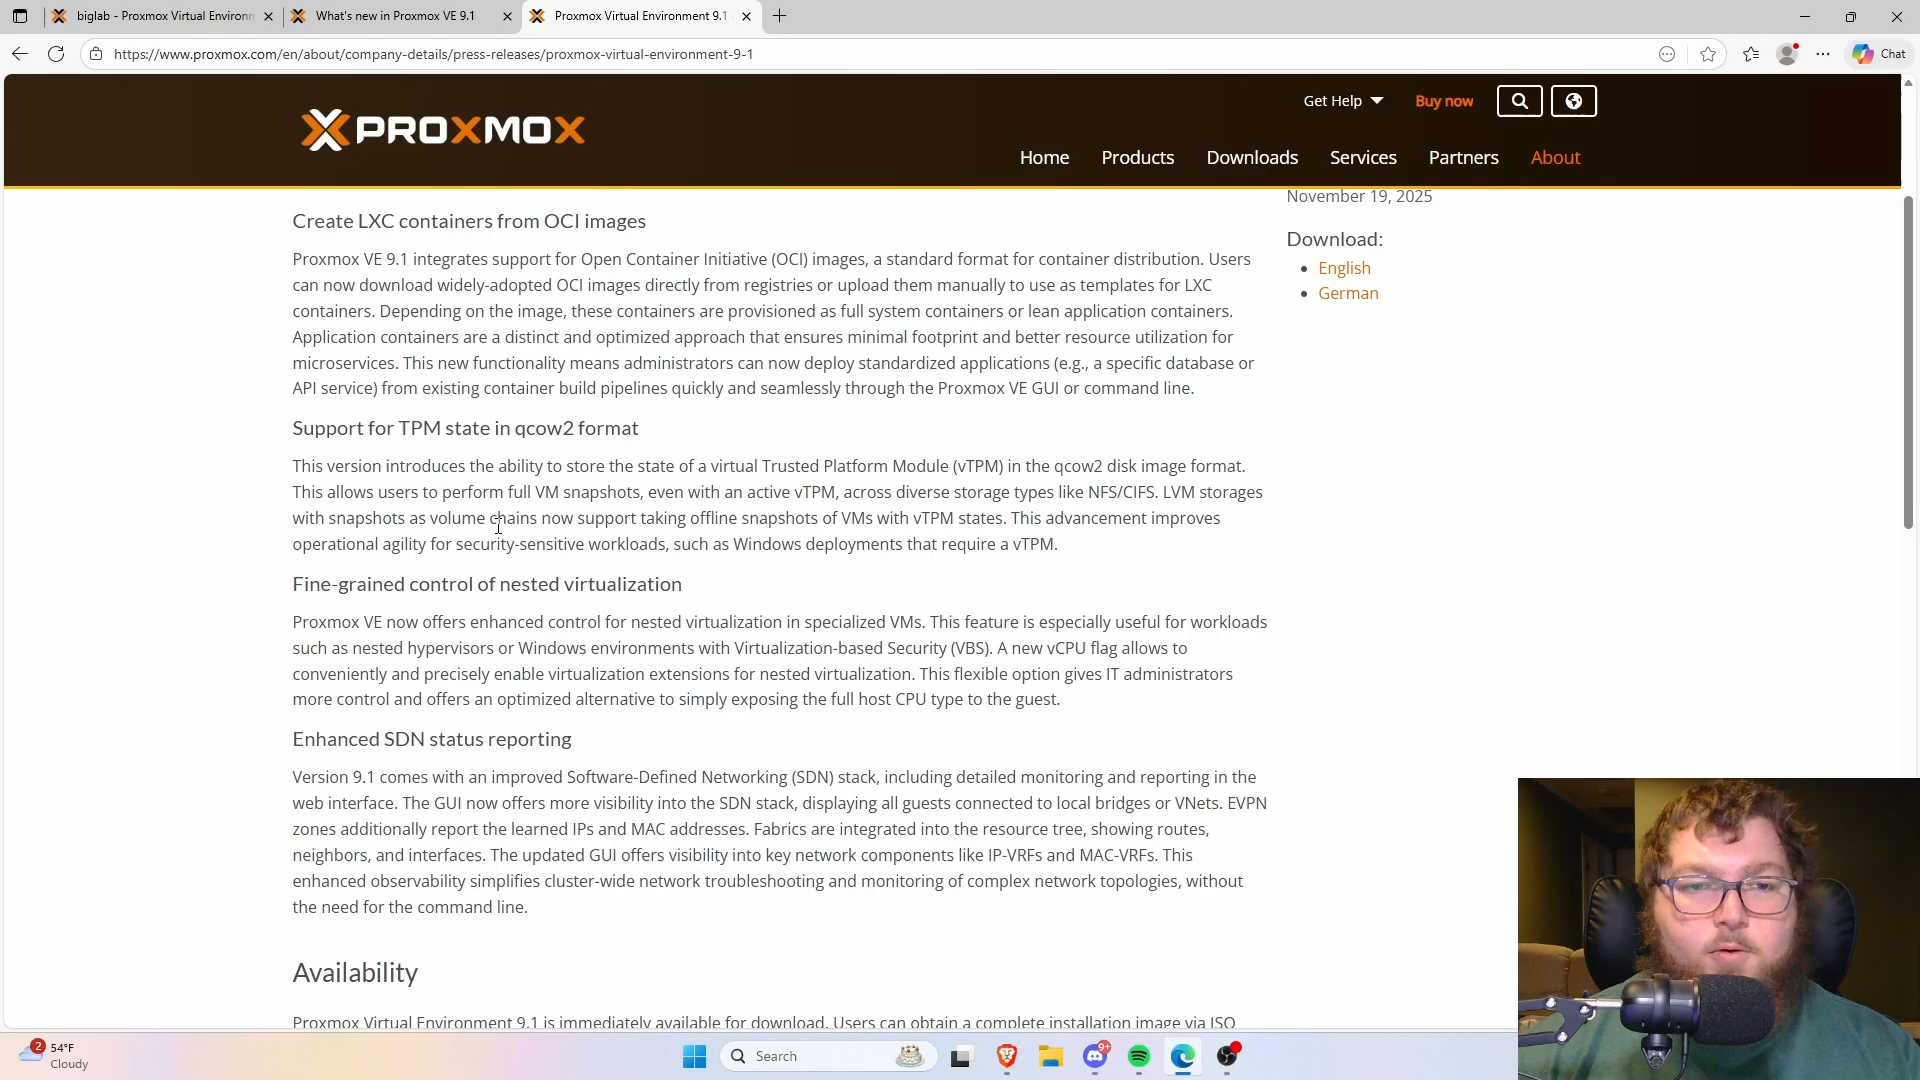 biglab - Proxmox Virtual Environ
What's new in Proxmox VE 9.1
Proxmox Virtual Environment 9.1
https://www.proxmox.com/en/about/company-details/press-releases/proxmox-virtual-environment-9-1
Chat
PROXMOX
Get Help
Buy now
Home
Products
Downloads
Services
Partners
About
November 19, 2025
Download:
English
German
Create LXC containers from OCI images
Proxmox VE 9.1 integrates support for Open Container Initiative (OCI) images, a standard format for container distribution. Users
can now download widely-adopted OCI images directly from registries or upload them manually to use as templates for LXC
containers. Depending on the image, these containers are provisioned as full system containers or lean application containers.
Application containers are a distinct and optimized approach that ensures minimal footprint and better resource utilization for
microservices. This new functionality means administrators can now deploy standardized applications (e.g., a specific database or
API service) from existing container build pipelines quickly and seamlessly through the Proxmox VE GUI or command line.
Support for TPM state in qcow2 format
This version introduces the ability to store the state of a virtual Trusted Platform Module (vTPM) in the qcow2 disk image format.
This allows users to perform full VM snapshots, even with an active vTPM, across diverse storage types like NFS/CIFS. LVM storages
with snapshots as volume chains now support taking offline snapshots of VMs with vTPM states. This advancement improves
operational agility for security-sensitive workloads, such as Windows deployments that require a vTPM.
Fine-grained control of nested virtualization
Proxmox VE now offers enhanced control for nested virtualization in specialized VMs. This feature is especially useful for workloads
such as nested hypervisors or Windows environments with Virtualization-based Security (VBS). A new vCPU flag allows to
conveniently and precisely enable virtualization extensions for nested virtualization. This flexible option gives IT administrators
more control and offers an optimized alternative to simply exposing the full host CPU type to the guest.
Enhanced SDN status reporting
Version 9.1 comes with an improved Software-Defined Networking (SDN) stack, including detailed monitoring and reporting in the
web interface. The GUI now offers more visibility into the SDN stack, displaying all guests connected to local bridges or VNets. EVPN
zones additionally report the learned IPs and MAC addresses. Fabrics are integrated into the resource tree, showing routes,
neighbors, and interfaces. The updated GUI offers visibility into key network components like IP-VRFs and MAC-VRFs. This
enhanced observability simplifies cluster-wide network troubleshooting and monitoring of complex network topologies, without
the need for the command line.
Availability
Proxmox Virtual Environment 9.1 is immediately available for download. Users can obtain a complete installation image via ISO
2
54°F
Cloudy
Search
9+